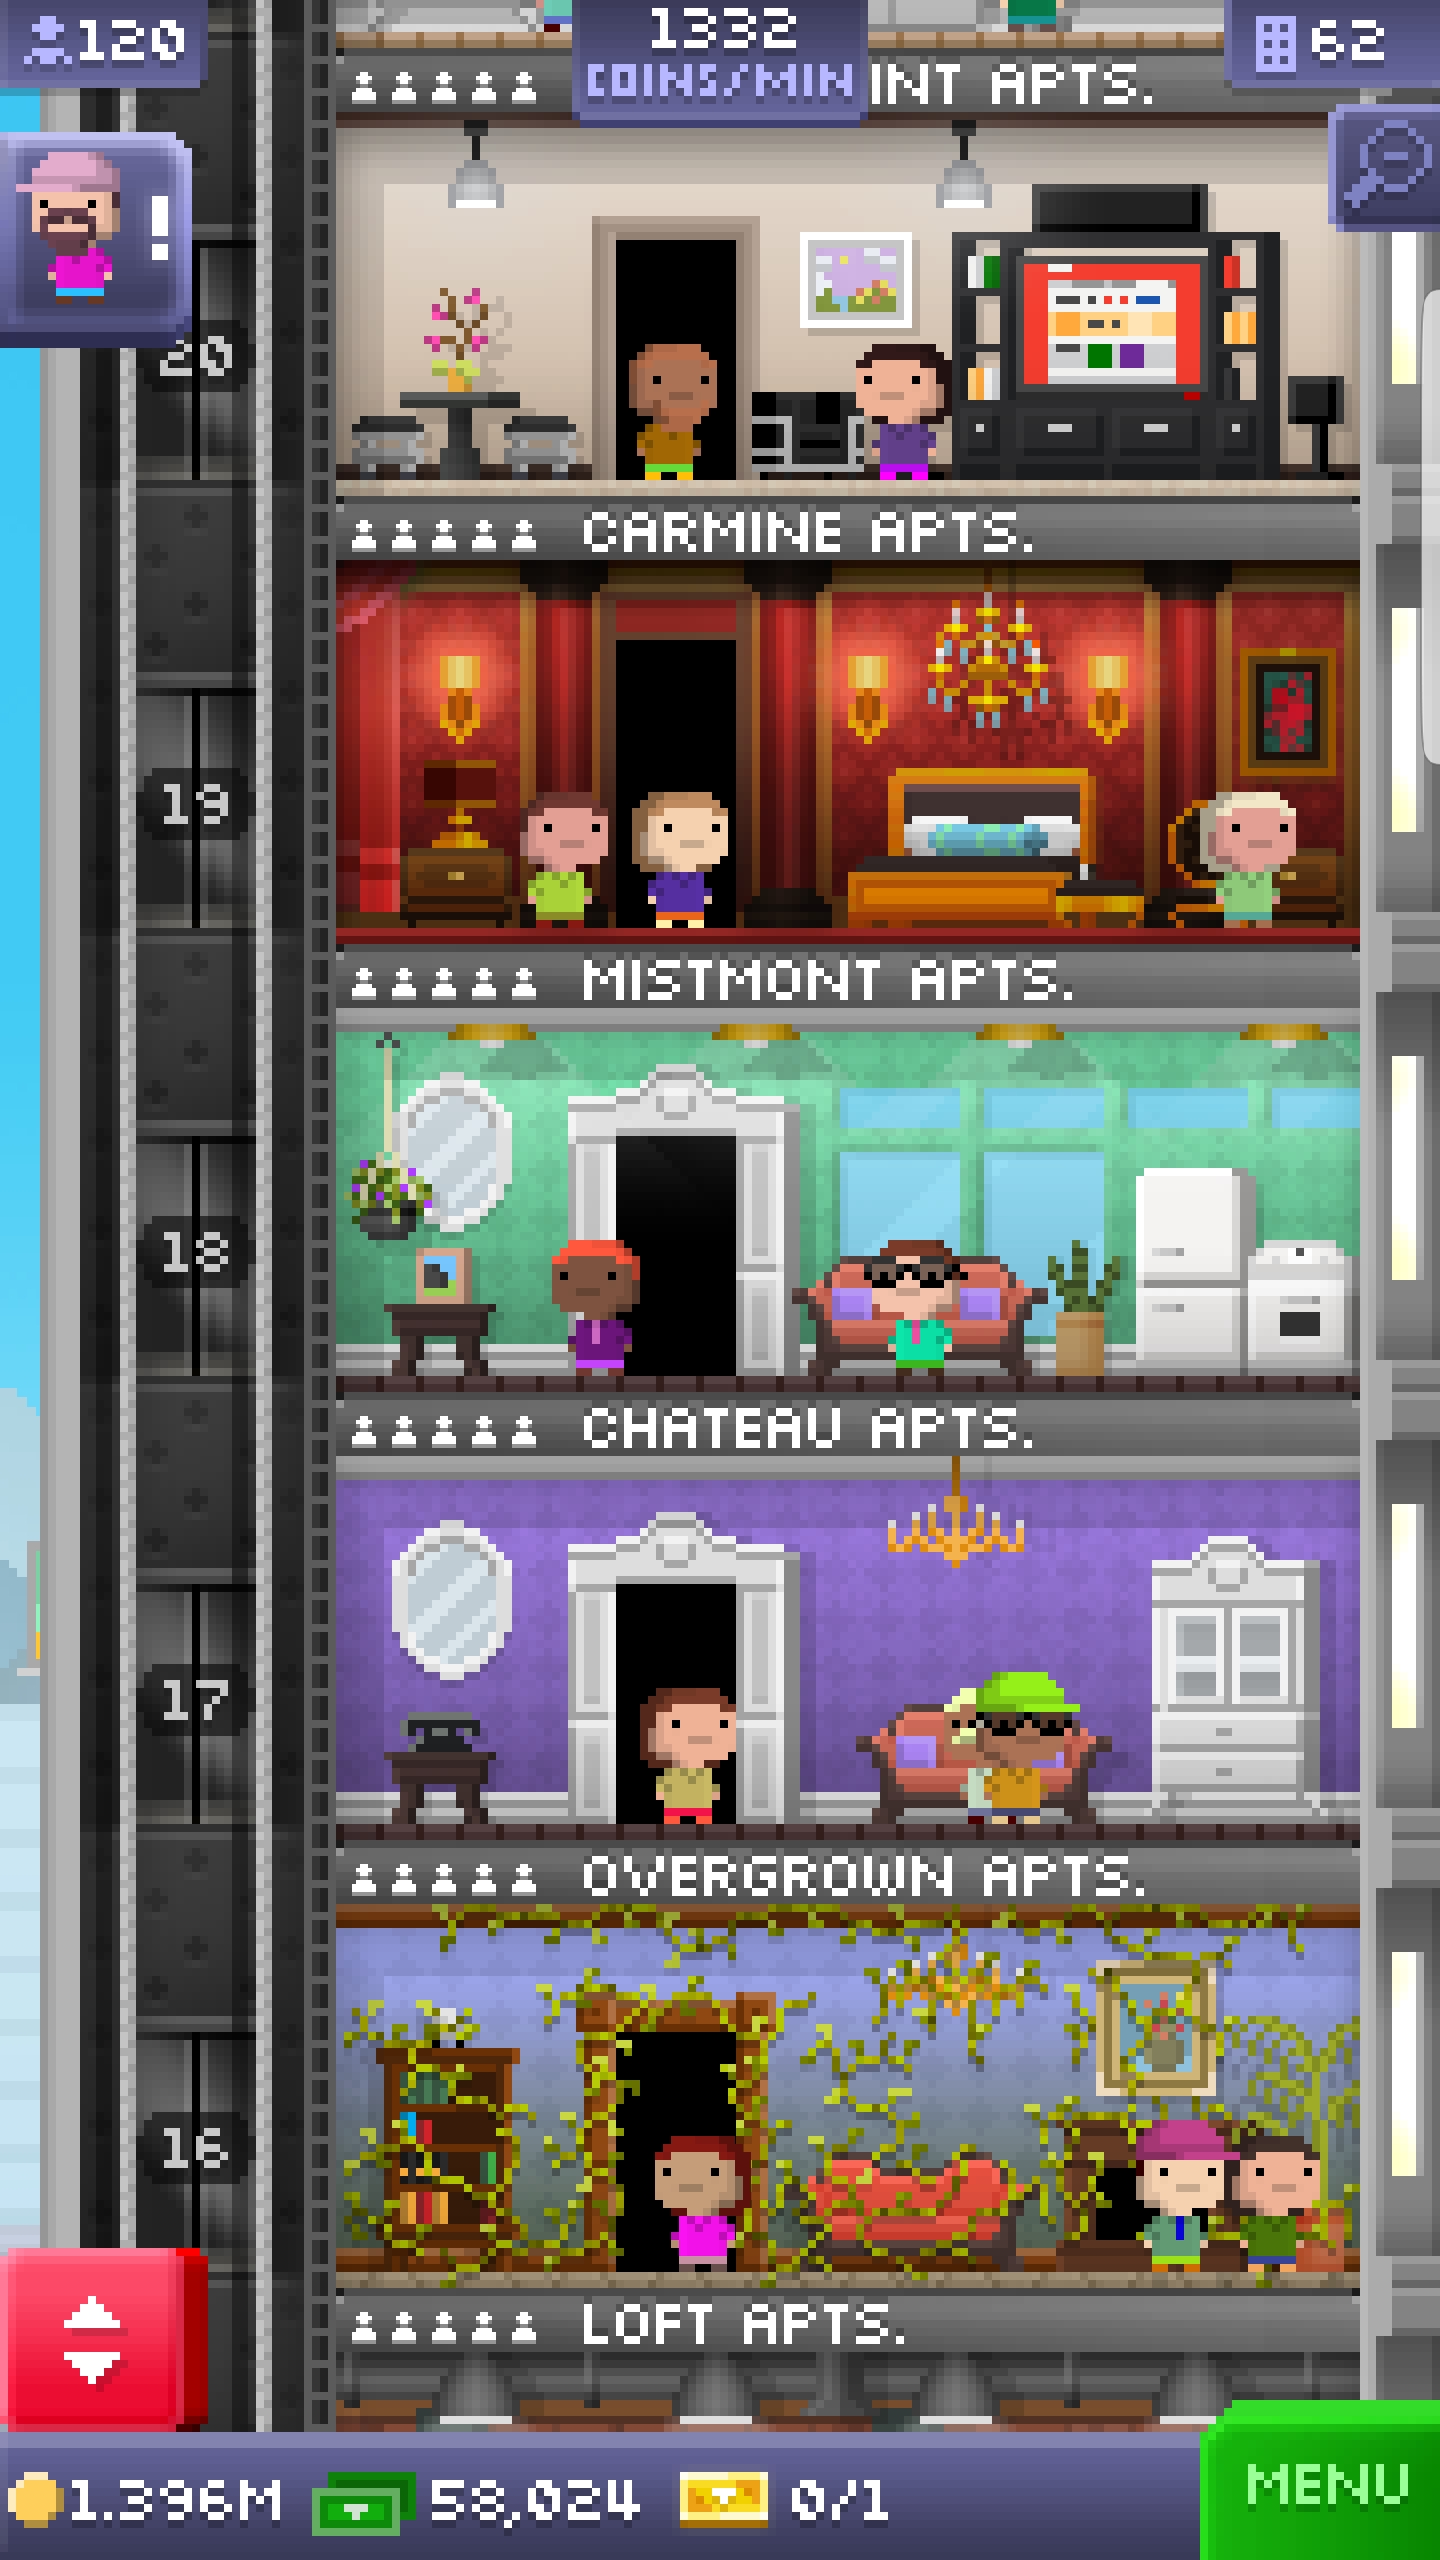 120
1332
COINS/MIN
62
INT APTS.
!
20
CARMINE APTS.
19
MISTMONT APTS.
18
CHATEAU APTS.
17
OVERGROWN APTS.
16
LOFT APTS.
1.396M
58,024
0/1
MENU